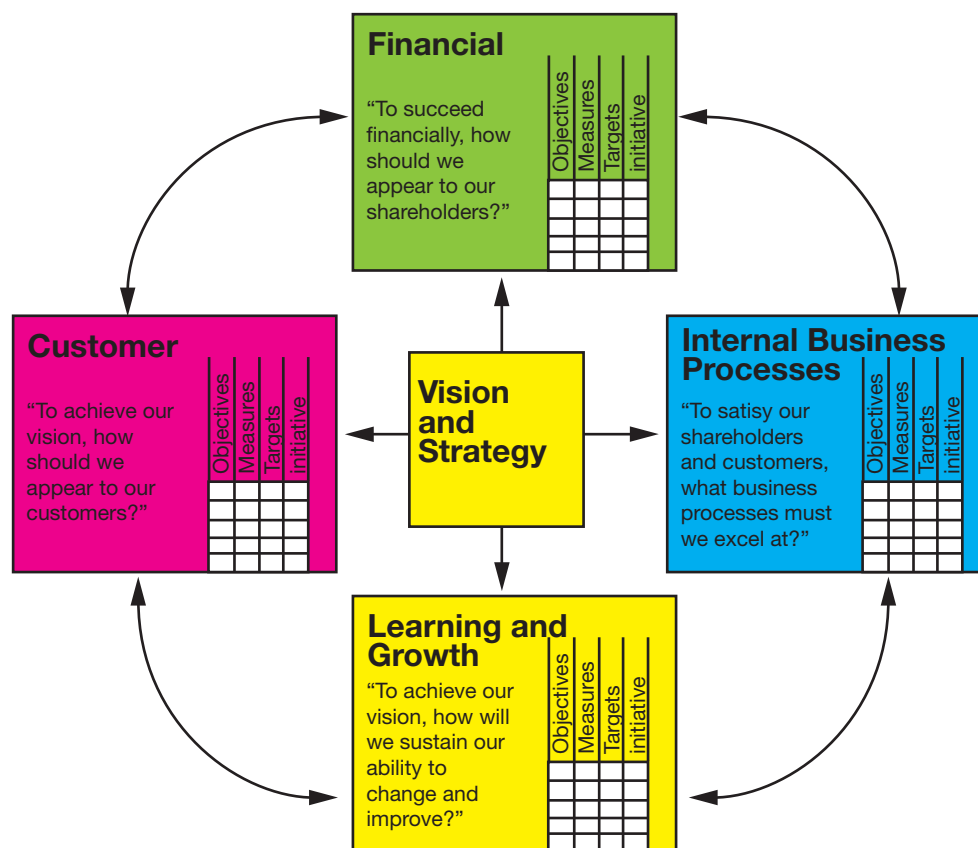 Financial
“To succeed
financially, how
should we
appear to our
shareholders?”
Objectives
Measures
Targets
initiative
Customer
“To achieve our
vision, how
should we
appear to our
customers?”
Objectives
Measures
Targets
initiative
Vision
and
Strategy
Internal Business
Processes
“To satisy our
shareholders
and customers,
what business
processes must
we excel at?”
Objectives
Measures
Targets
initiative
Learning and
Growth
“To achieve our
vision, how will
we sustain our
ability to
change and
improve?”
Objectives
Measures
Targets
initiative